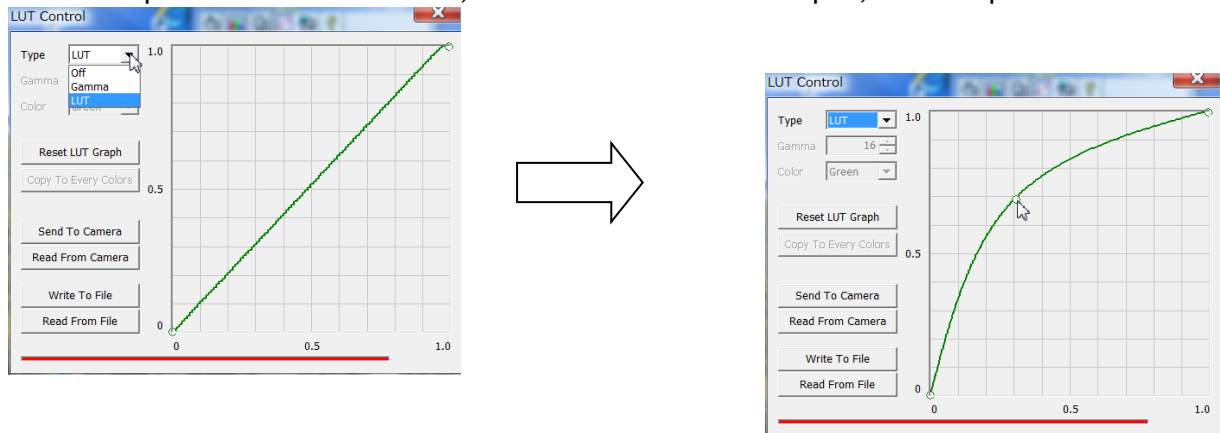 LUT Control
Type LUT
Off
Gamma
LUT
Gamma
Color
Reset LUT Graph
Copy To Every Colors
Send To Camera
Read From Camera
Write To File
Read From File
1.0
0.5
0
0 0.5 1.0
LUT Control
Type LUT
Gamma 16
Color Green
Reset LUT Graph
Copy To Every Colors
Send To Camera
Read From Camera
Write To File
Read From File
1.0
0.5
0
0 0.5 1.0